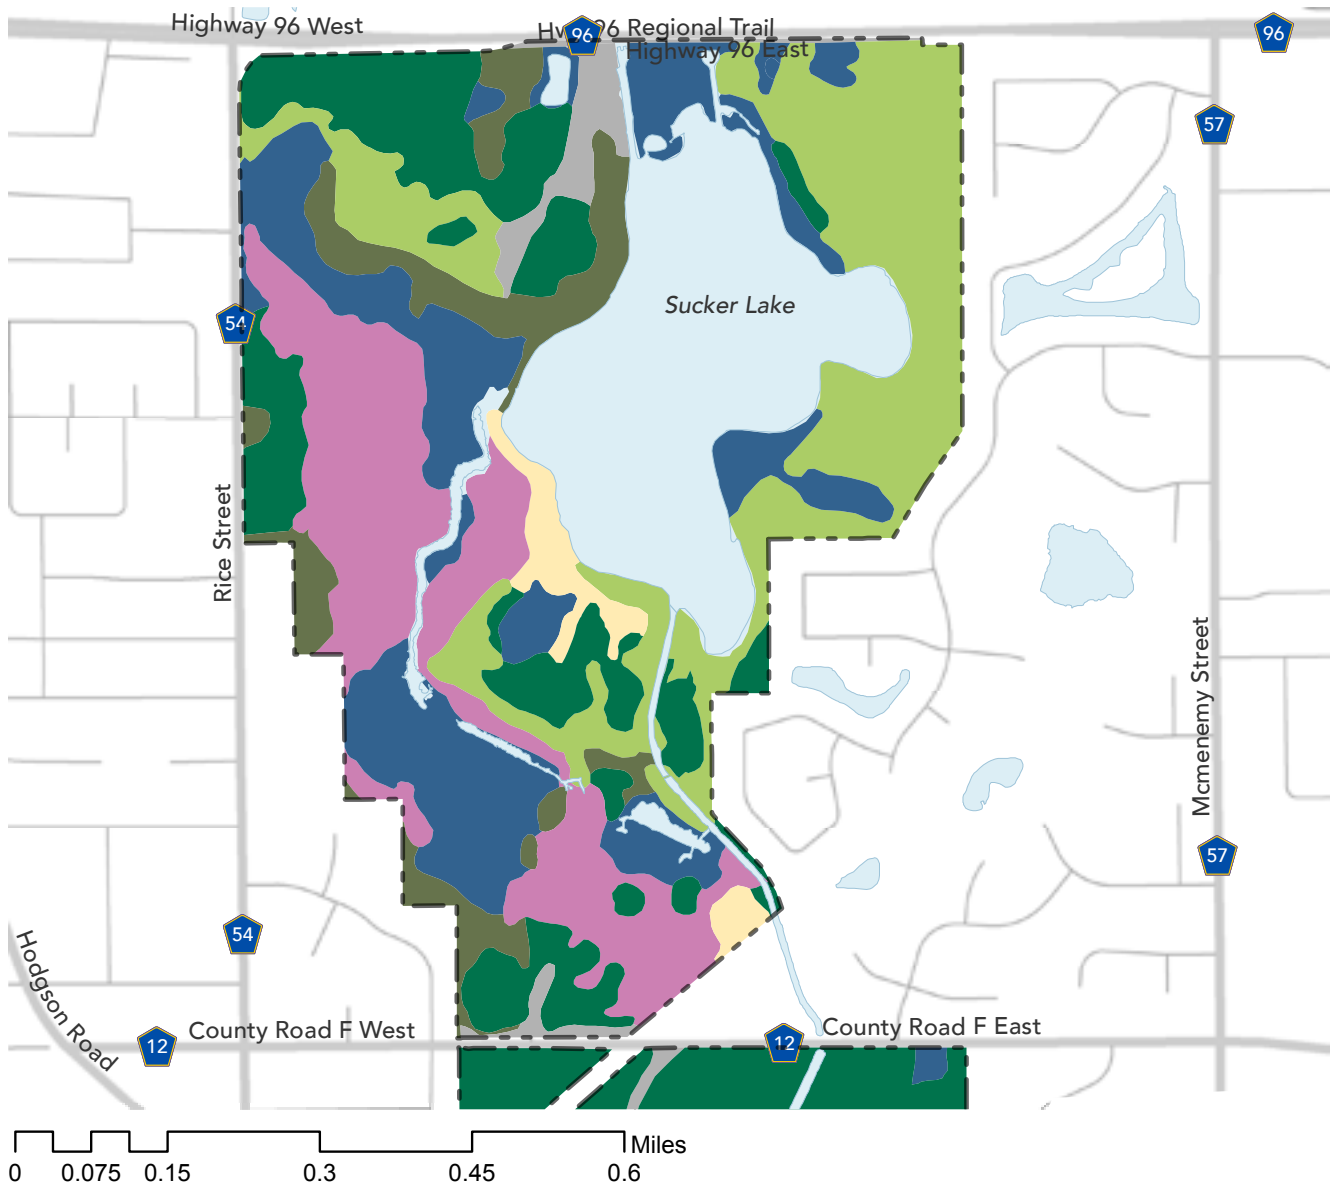 Highway 96 West
Hwy 96 Regional Trail
96
96
Highway 96 East
57
Sucker Lake
54
Rice Street
Mcmenemy Street
57
54
Hodgson Road
County Road F West
12
12
County Road F East
Miles
0 0.075 0.15 0.3 0.45 0.6